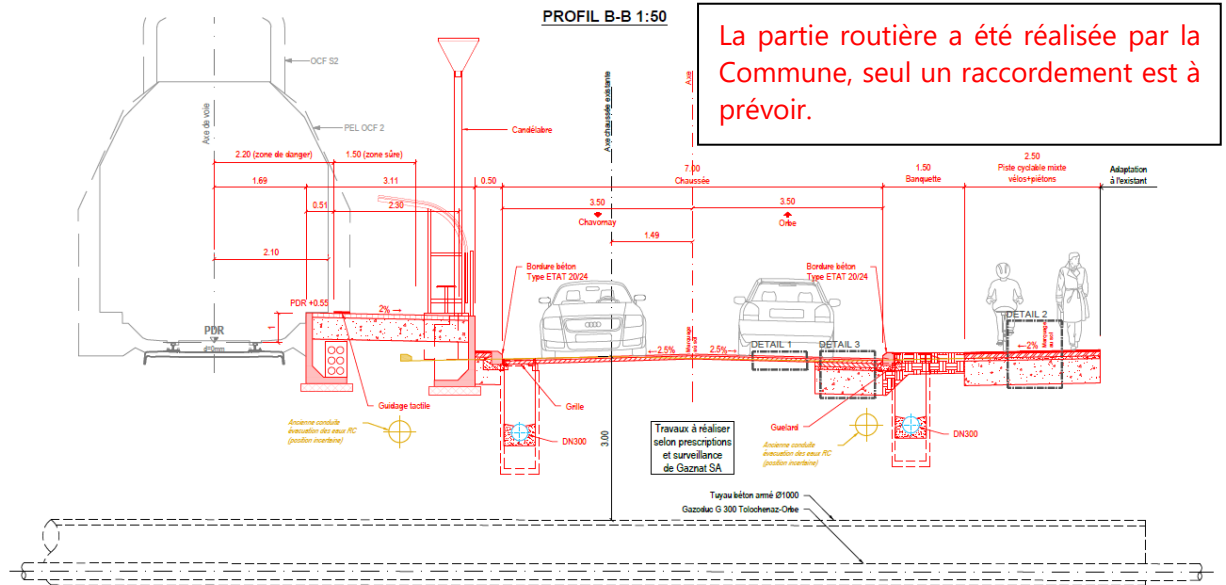 PROFIL B-B 1:50
La partie routière a été réalisée par la
Commune, seul un raccordement est à
prévoir.
OCF S2
Axe de voie
PEL OCF 2
Candélabre
Axe chaussée existante
Axe
2.20 (zone de danger)
1.50 (zone sûre)
1.69
3.11
0.50
7.00
Chaussée
1.50
Banquette
2.50
Piste cyclable mixte
vélos+piétons
Adaptation
à l'existant
0.51
2.30
3.50
3.50
Chavornay
Orbe
1.49
2.10
Bordure béton
Type ETAT 20/24
Bordure béton
Type ETAT 20/24
PDR +0.55
2%
PDR
d=0mm
2.5%
2.5%
DETAIL 1
DETAIL 3
DETAIL 2
2%
Guidage tactile
Grille
Guelard
Ancienne conduite
évacuation des eaux RC
(position incertaine)
DN300
3.00
Travaux à réaliser
selon prescriptions
et surveillance
de Gaznat SA
Ancienne conduite
évacuation des eaux RC
(position incertaine)
DN300
Tuyau béton armé Ø1000
Gazoduc G 300 Tolochenaz-Orbe